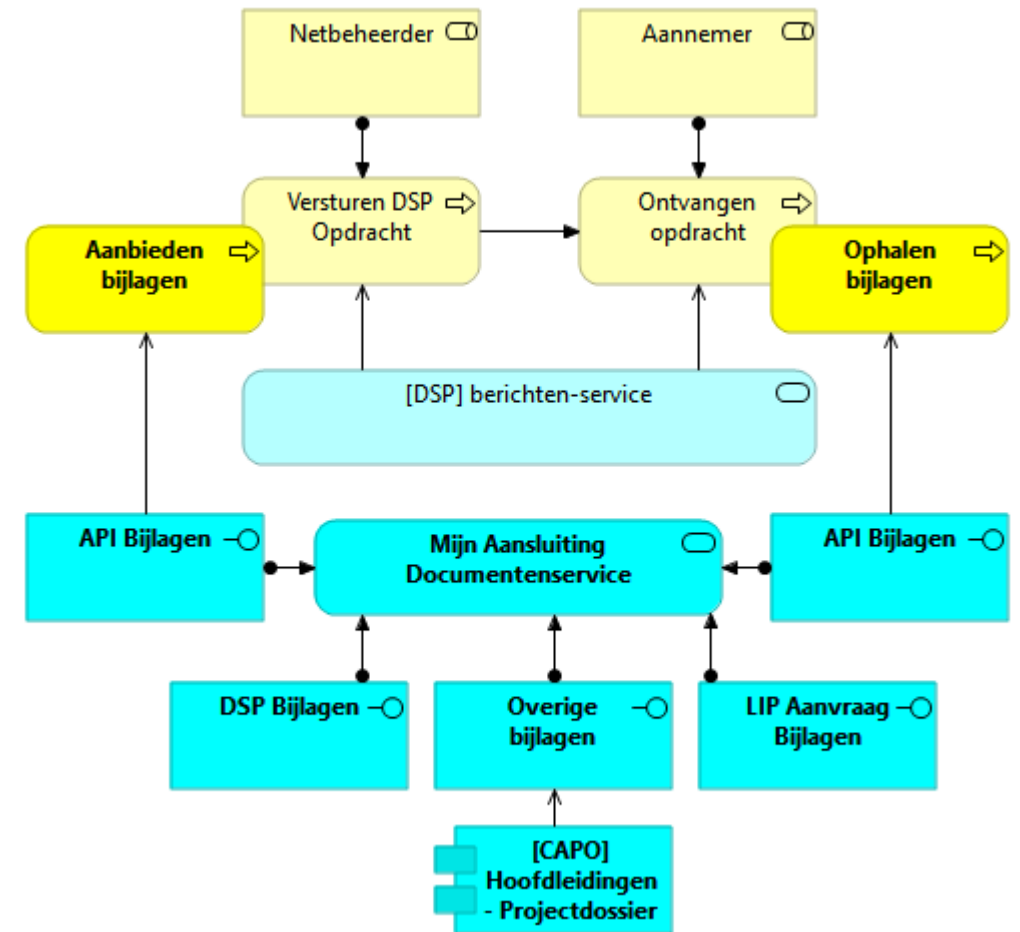 Netbeheerder
Aannemer
Versturen DSP
Opdracht
Ontvangen
opdracht
Aanbieden
bijlagen
Ophalen
bijlagen
[DSP] berichten-service
API Bijlagen
Mijn Aansluiting
Documentenservice
API Bijlagen
DSP Bijlagen
Overige
bijlagen
LIP Aanvraag
Bijlagen
[CAPO]
Hoofdleidingen
- Projectdossier